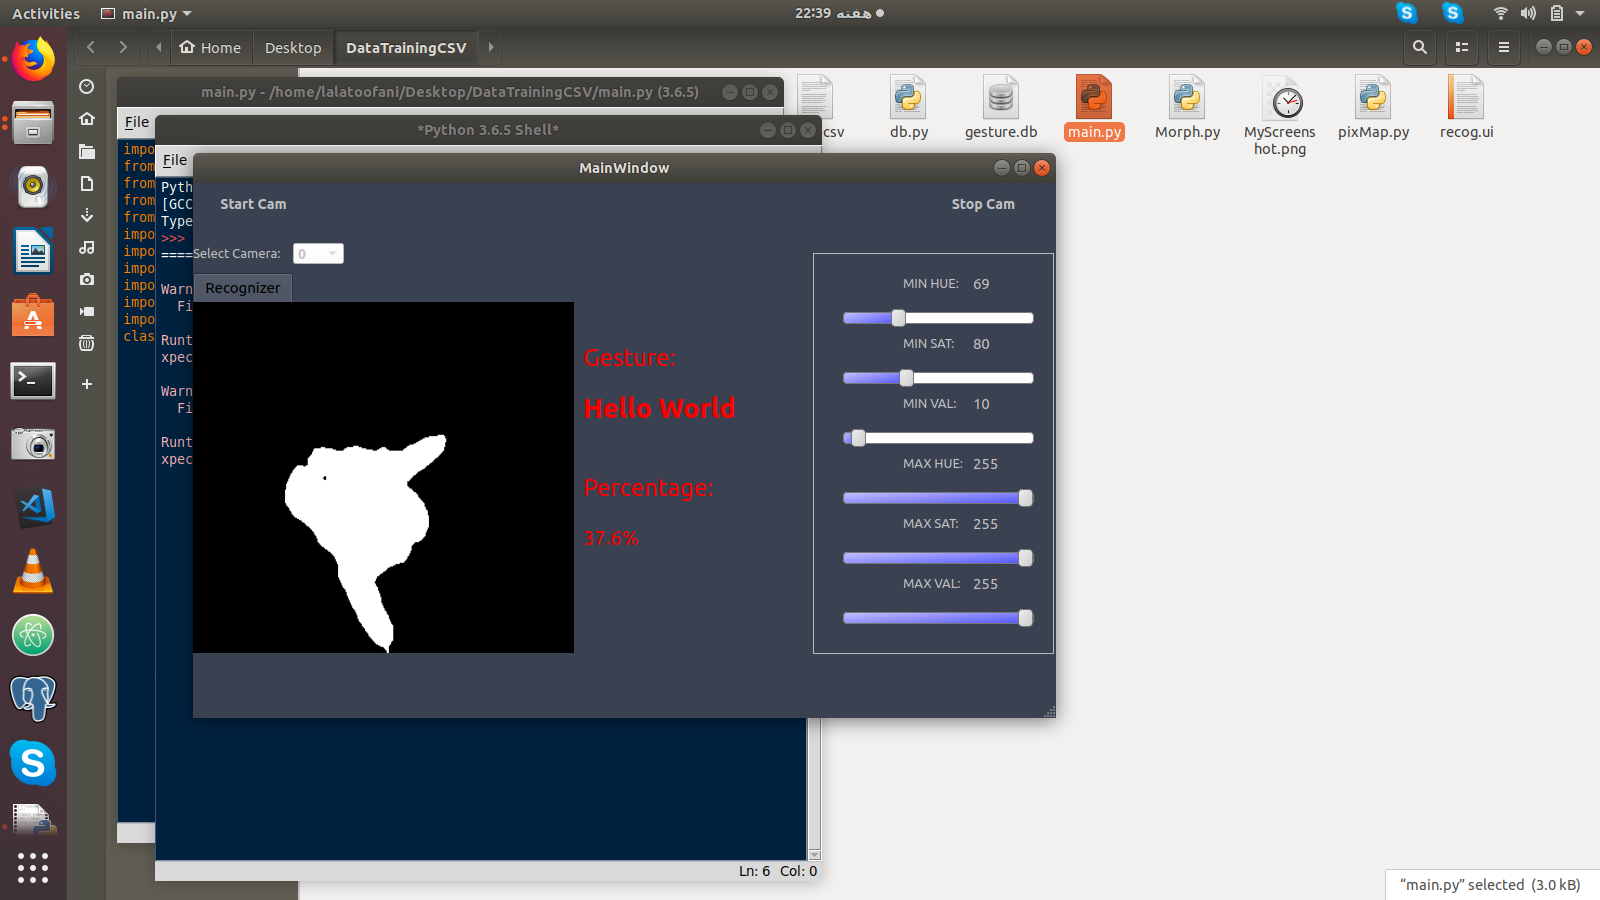 Activities
main.py
22:39 هفته
Home
Desktop
DataTrainingCSV
main.py - /home/lalatoofani/Desktop/DataTrainingCSV/main.py (3.6.5)
File
*Python 3.6.5 Shell*
File
csv
db.py
gesture.db
main.py
Morph.py
MyScreens
hot.png
pixMap.py
recog.ui
impo
from
from
from
from
impo
impo
impo
impo
impo
impo
clas
Pyth
[GCC
Type
>>>
====
Warn
Fi
Runt
xpec
Warn
Fi
Runt
xpec
MainWindow
Start Cam
Stop Cam
Select Camera:
0
Recognizer
Gesture:
Hello World
Percentage:
37.6%
MIN HUE: 69
MIN SAT: 80
MIN VAL: 10
MAX HUE: 255
MAX SAT: 255
MAX VAL: 255
Ln: 6 Col: 0
“main.py” selected (3.0 kB)